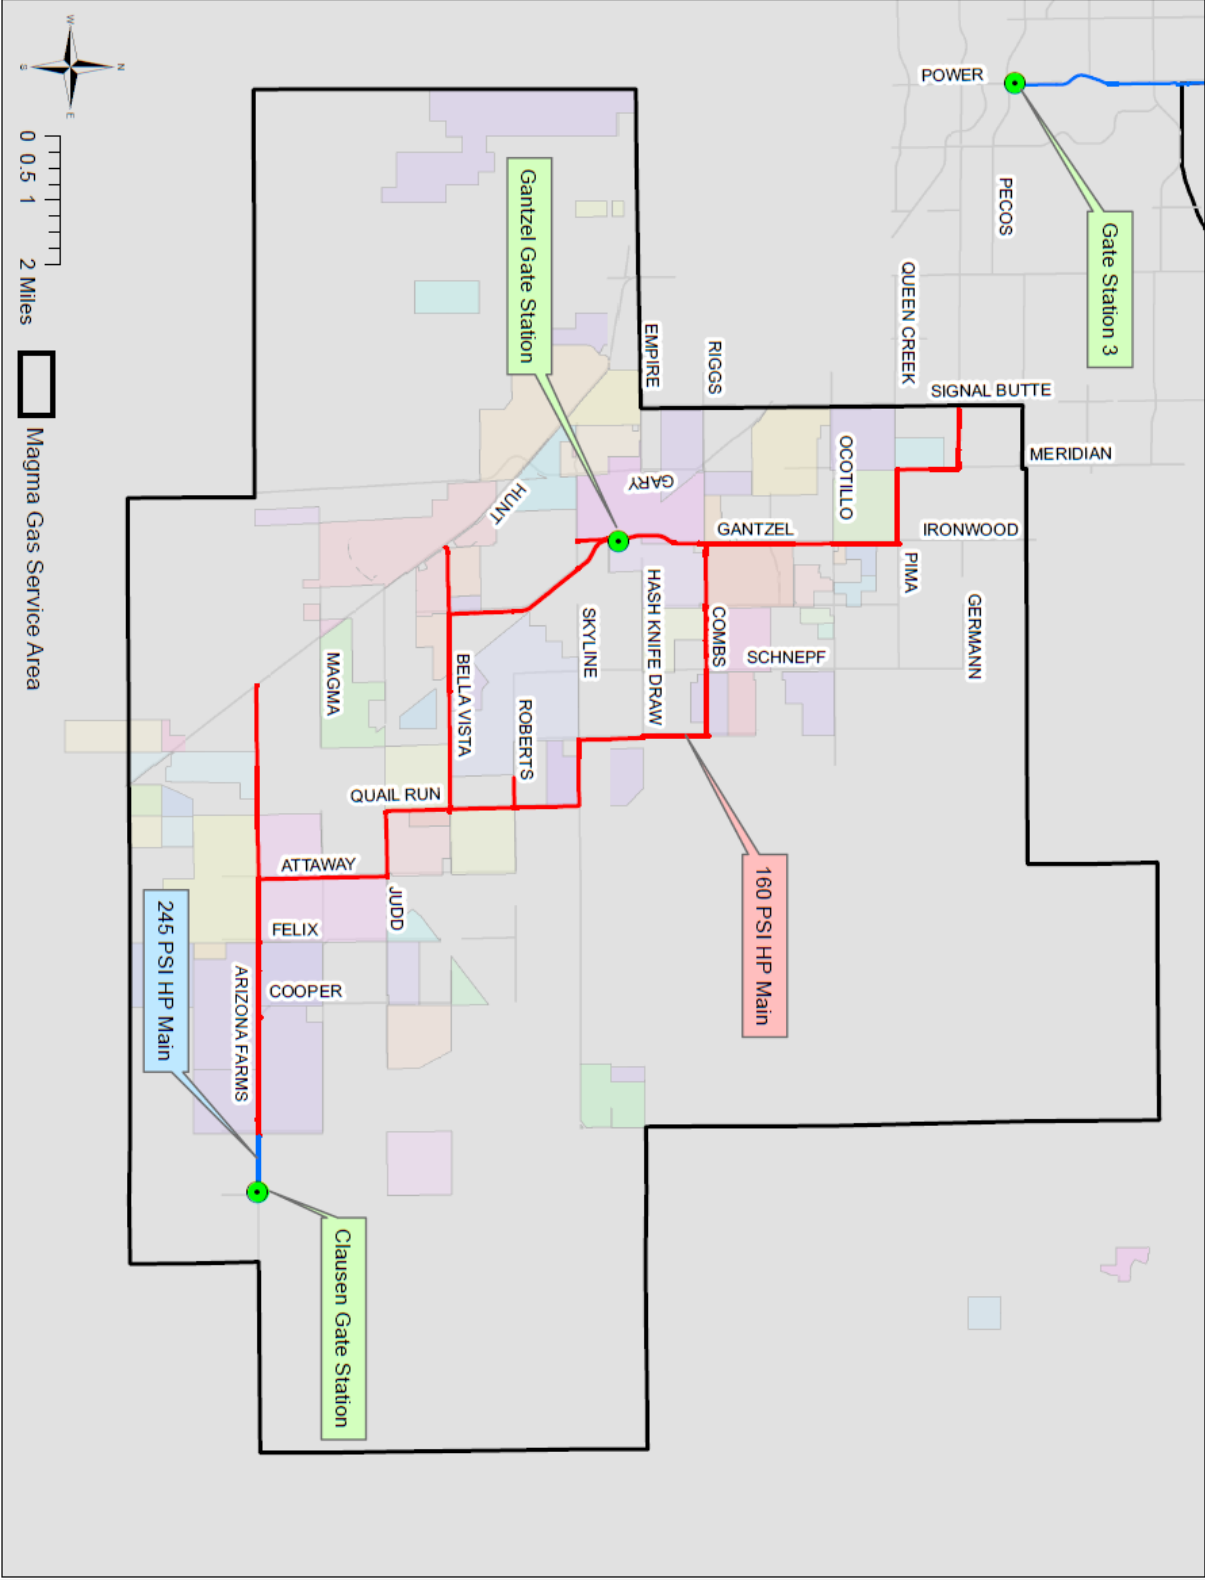 W
N
S
E
0 0.5 1 2 Miles
Magma Gas Service Area
POWER
PECOS
Gate Station 3
QUEEN CREEK
SIGNAL BUTTE
MERIDIAN
Gantzel Gate Station
EMPIRE
RIGGS
OCOTILLO
GARY
HUNT
GANTZEL
IRONWOOD
PIMA
GERMANN
HASH KNIFE DRAW
COMBS
SCHNEPF
SKYLINE
MAGMA
BELLA VISTA
ROBERTS
QUAIL RUN
160 PSI HP Main
ATTAWAY
JUDD
FELIX
COOPER
ARIZONA FARMS
245 PSI HP Main
Clausen Gate Station